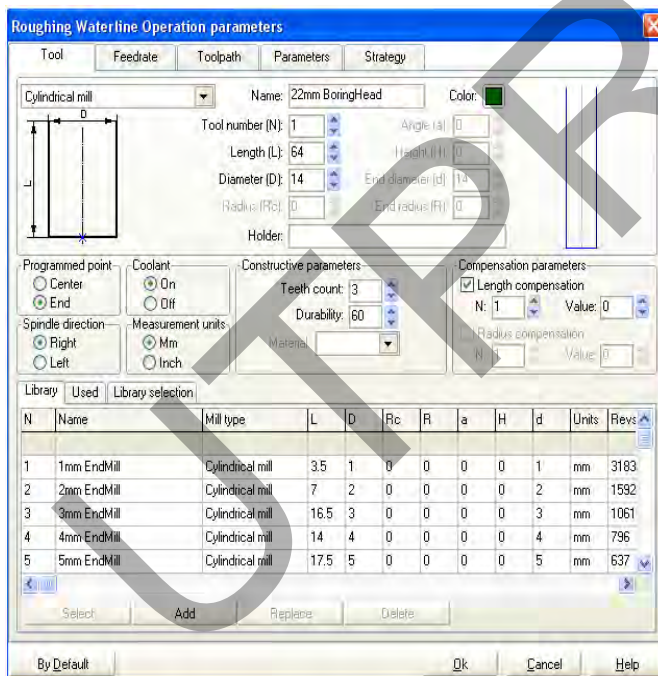 Roughing Waterline Operation parameters
Tool Feedrate Toolpath Parameters Strategy
Cylindrical mill Name: 22mm BoringHead Color:
D
L
Tool number (N): 1 Angle (a) 0
Length (L): 64 Height (H) 0
Diameter (D): 14 End diameter (d) 14
Radius (Rc): 0 End radius (R) 0
Holder:
Programmed point Coolant Constructive parameters Compensation parameters
Center On Teeth count: 3 Length compensation
End Off Durability: 60 N: 1 Value: 0
Spindle direction Measurement units Material: Radius compensation
Right Mm N: 1 Value: 0
Left Inch
Library Used Library selection
N Name Mill type L D Rc R a H d Units Revs
1 1mm EndMill Cylindrical mill 3.5 1 0 0 0 0 1 mm 3183
2 2mm EndMill Cylindrical mill 7 2 0 0 0 0 2 mm 1592
3 3mm EndMill Cylindrical mill 16.5 3 0 0 0 0 3 mm 1061
4 4mm EndMill Cylindrical mill 14 4 0 0 0 0 4 mm 796
5 5mm EndMill Cylindrical mill 17.5 5 0 0 0 0 5 mm 637
Select Add Replace Delete
By Default Ok Cancel Help
UTPR